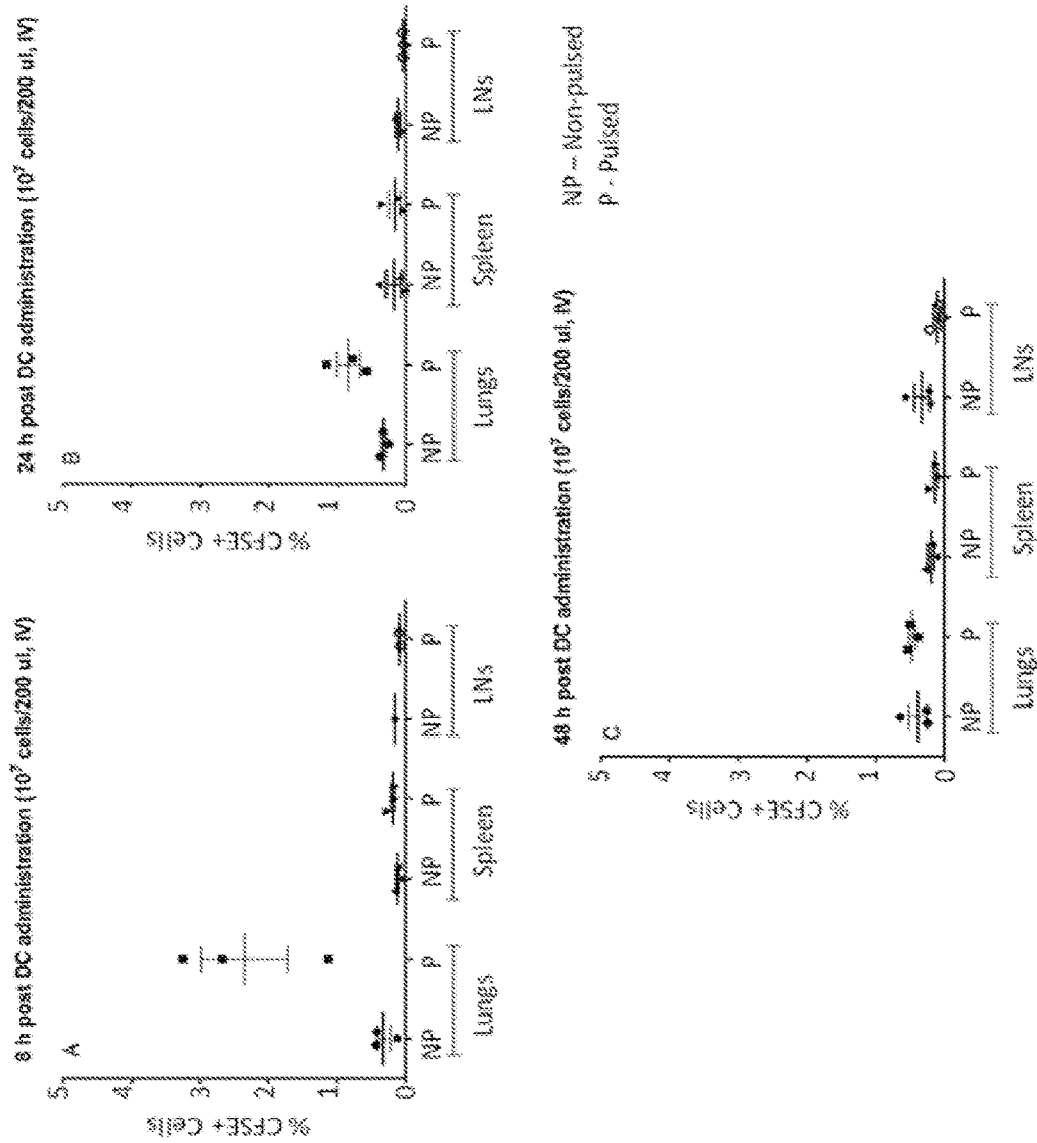 8 h post DC administration (10⁷ cells/200 ul, IV)
A
% CFSE+ Cells
5
4
3
2
1
0
NP P NP P NP P
Lungs Spleen LNs
24 h post DC administration (10⁷ cells/200 ul, IV)
B
% CFSE+ Cells
5
4
3
2
1
0
NP P NP P NP P
Lungs Spleen LNs
48 h post DC administration (10⁷ cells/200 ul, IV)
C
% CFSE+ Cells
5
4
3
2
1
0
NP P NP P NP P
Lungs Spleen LNs
NP – Non-pulsed
P - Pulsed